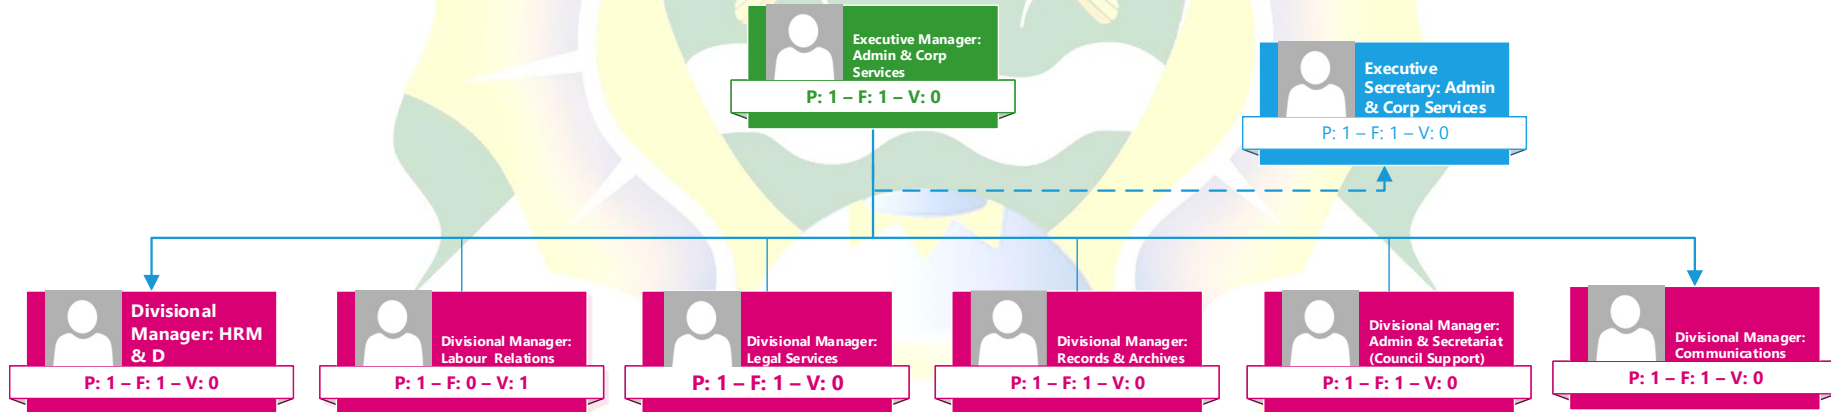 Executive Manager:
Admin & Corp
Services
P: 1 – F: 1 – V: 0
Executive
Secretary: Admin
& Corp Services
P: 1 – F: 1 – V: 0
Divisional
Manager: HRM
& D
P: 1 – F: 1 – V: 0
Divisional Manager:
Labour Relations
P: 1 – F: 0 – V: 1
Divisional Manager:
Legal Services
P: 1 – F: 1 – V: 0
Divisional Manager:
Records & Archives
P: 1 – F: 1 – V: 0
Divisional Manager:
Admin & Secretariat
(Council Support)
P: 1 – F: 1 – V: 0
Divisional Manager:
Communications
P: 1 – F: 1 – V: 0